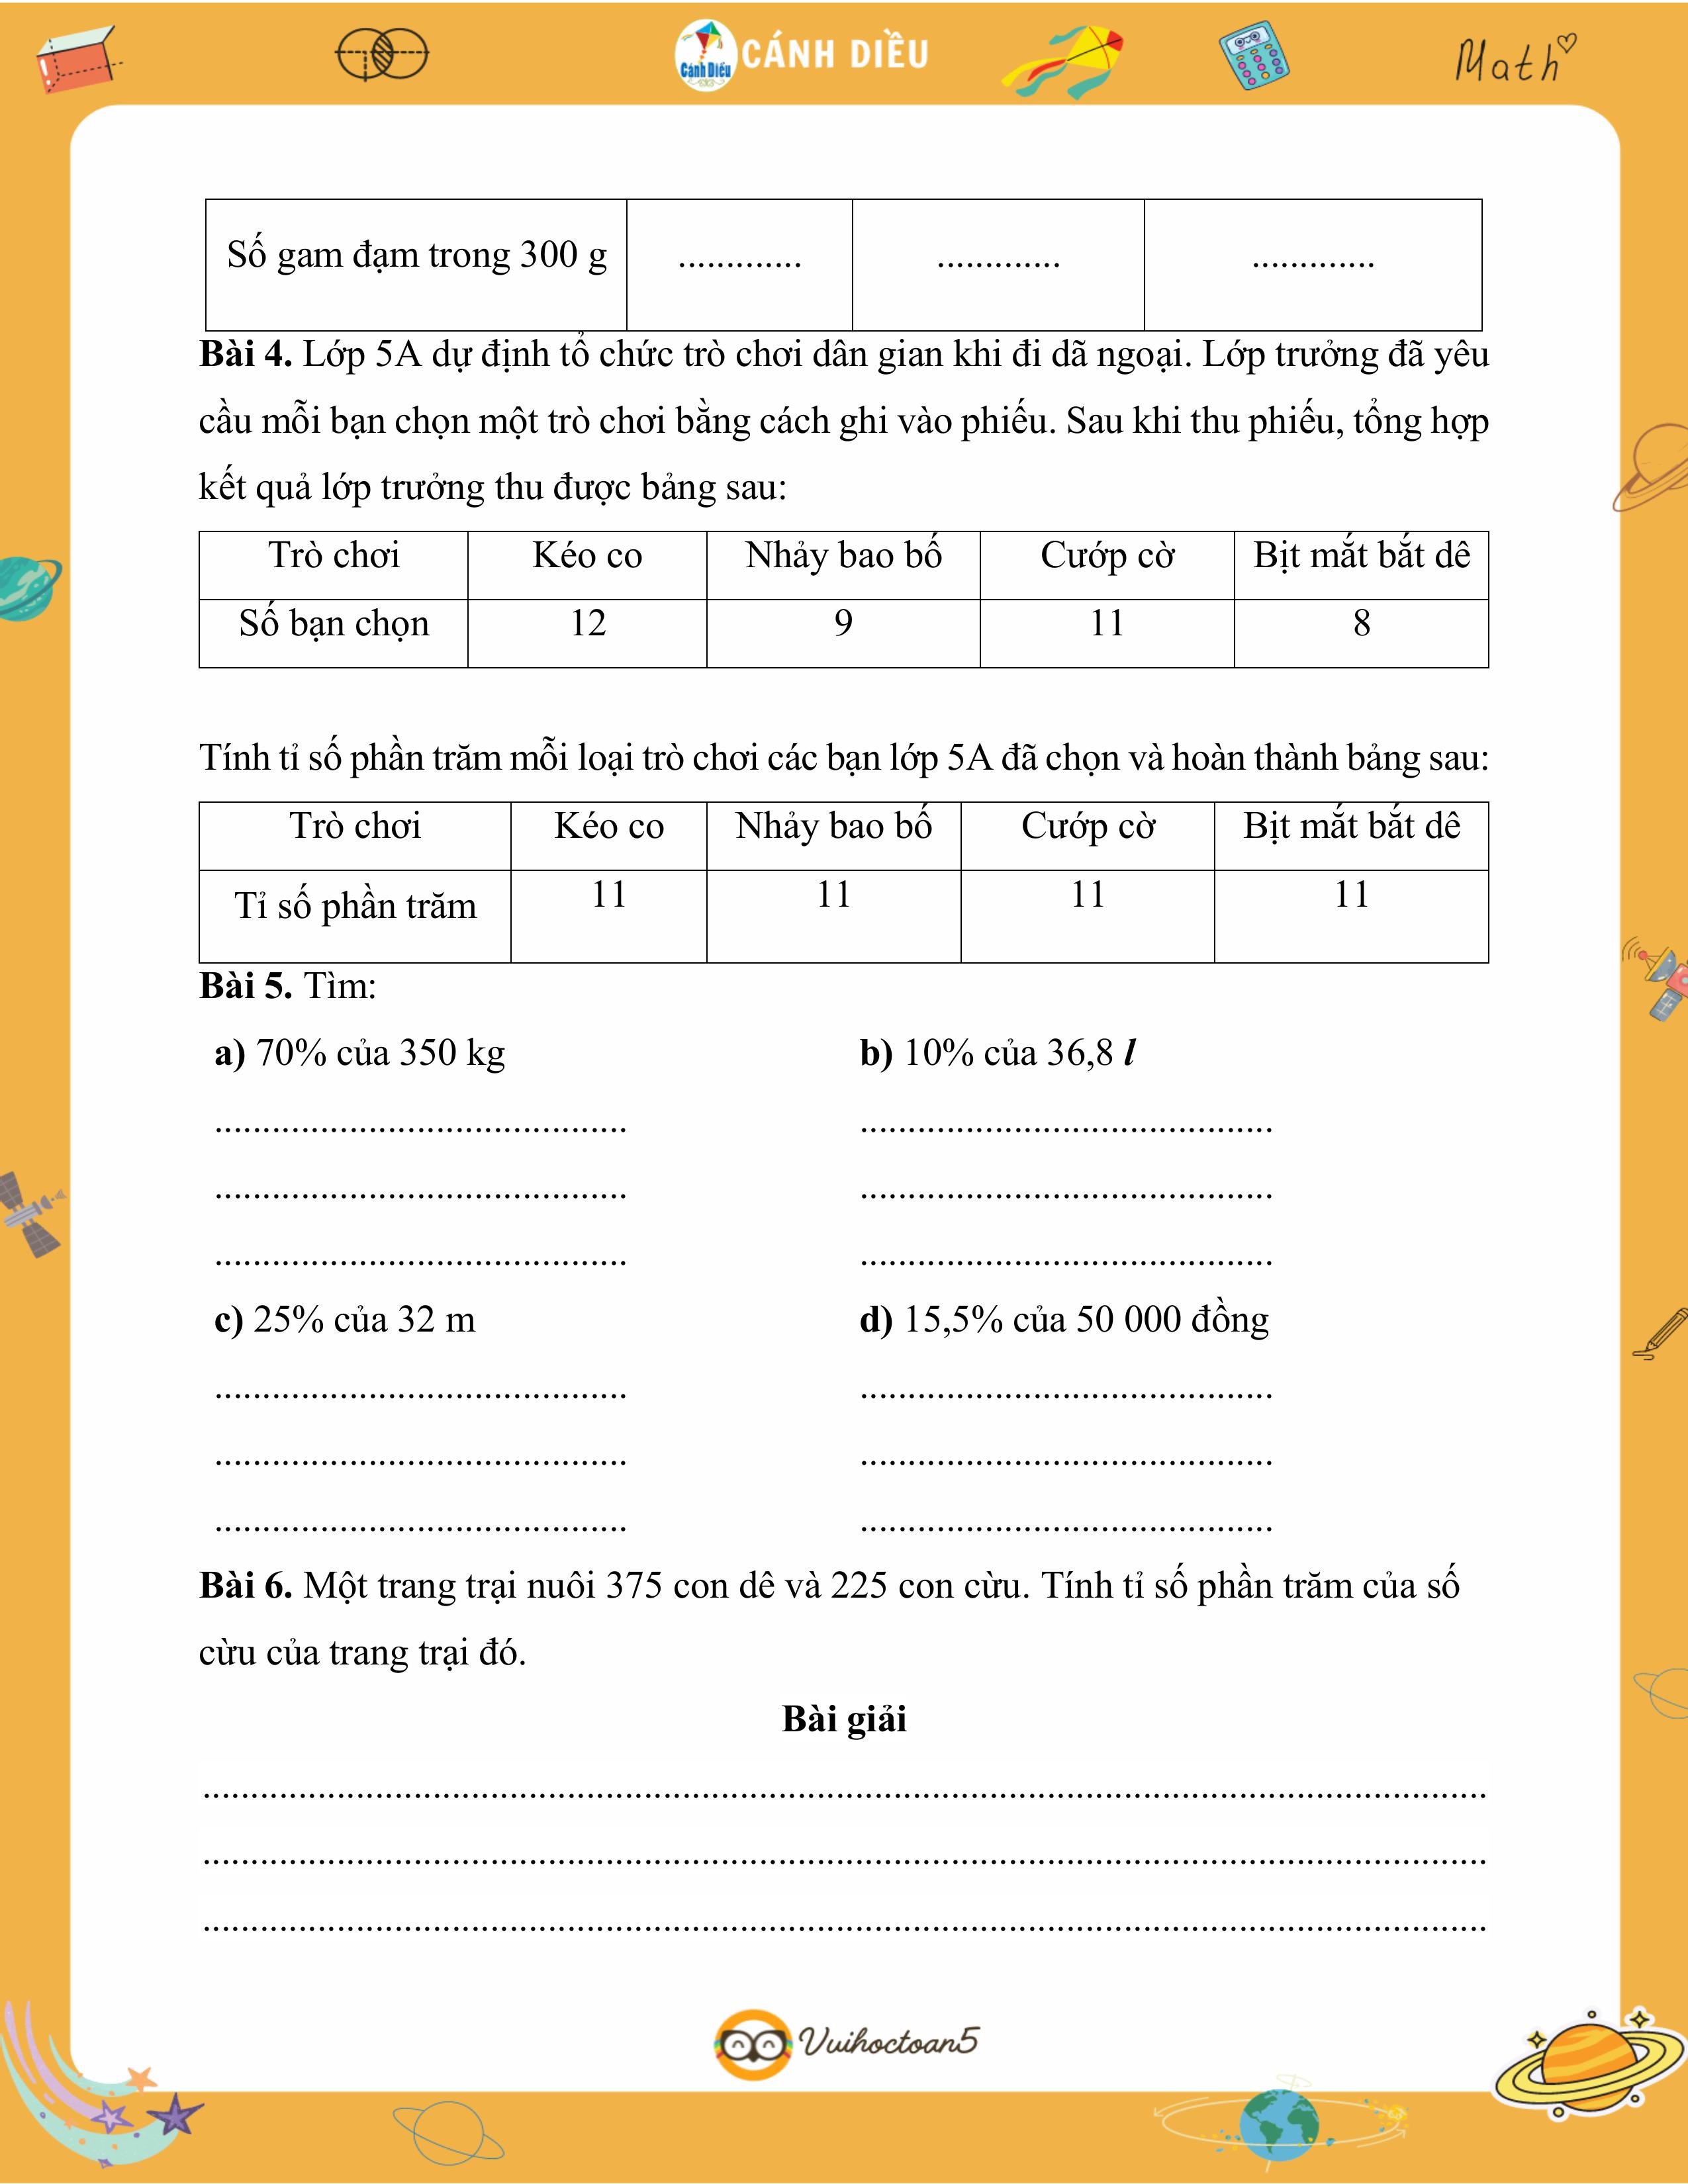 Cánh Diều CÁNH DIỀU Math
Số gam đạm trong 300 g ............. ............. .............
Bài 4. Lớp 5A dự định tổ chức trò chơi dân gian khi đi dã ngoại. Lớp trưởng đã yêu
cầu mỗi bạn chọn một trò chơi bằng cách ghi vào phiếu. Sau khi thu phiếu, tổng hợp
kết quả lớp trưởng thu được bảng sau:
Trò chơi Kéo co Nhảy bao bố Cướp cờ Bịt mắt bắt dê
Số bạn chọn 12 9 11 8
Tính tỉ số phần trăm mỗi loại trò chơi các bạn lớp 5A đã chọn và hoàn thành bảng sau:
Trò chơi Kéo co Nhảy bao bố Cướp cờ Bịt mắt bắt dê
Tỉ số phần trăm 11 11 11 11
Bài 5. Tìm:
a) 70% của 350 kg b) 10% của 36,8 l
........................................... ...........................................
........................................... ...........................................
........................................... ...........................................
c) 25% của 32 m d) 15,5% của 50 000 đồng
........................................... ...........................................
........................................... ...........................................
........................................... ...........................................
Bài 6. Một trang trại nuôi 375 con dê và 225 con cừu. Tính tỉ số phần trăm của số
cừu của trang trại đó.
Bài giải
.......................................................................................................................................
.......................................................................................................................................
.......................................................................................................................................
Vuihoctoan5